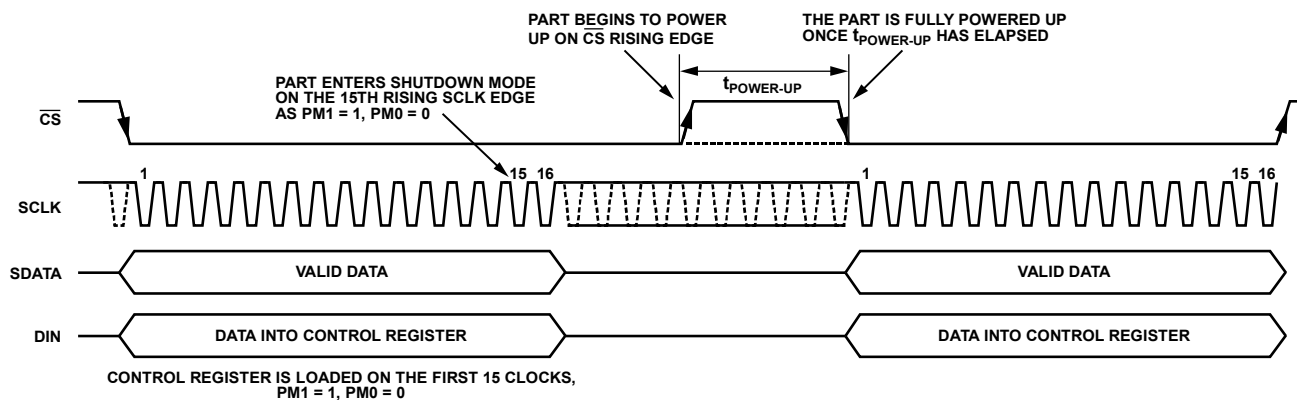 PART BEGINS TO POWER
UP ON CS RISING EDGE
THE PART IS FULLY POWERED UP
ONCE tPOWER-UP HAS ELAPSED
PART ENTERS SHUTDOWN MODE
ON THE 15TH RISING SCLK EDGE
AS PM1 = 1, PM0 = 0
tPOWER-UP
CS
1
15
16
1
15
16
SCLK
SDATA
VALID DATA
VALID DATA
DIN
DATA INTO CONTROL REGISTER
DATA INTO CONTROL REGISTER
CONTROL REGISTER IS LOADED ON THE FIRST 15 CLOCKS,
PM1 = 1, PM0 = 0